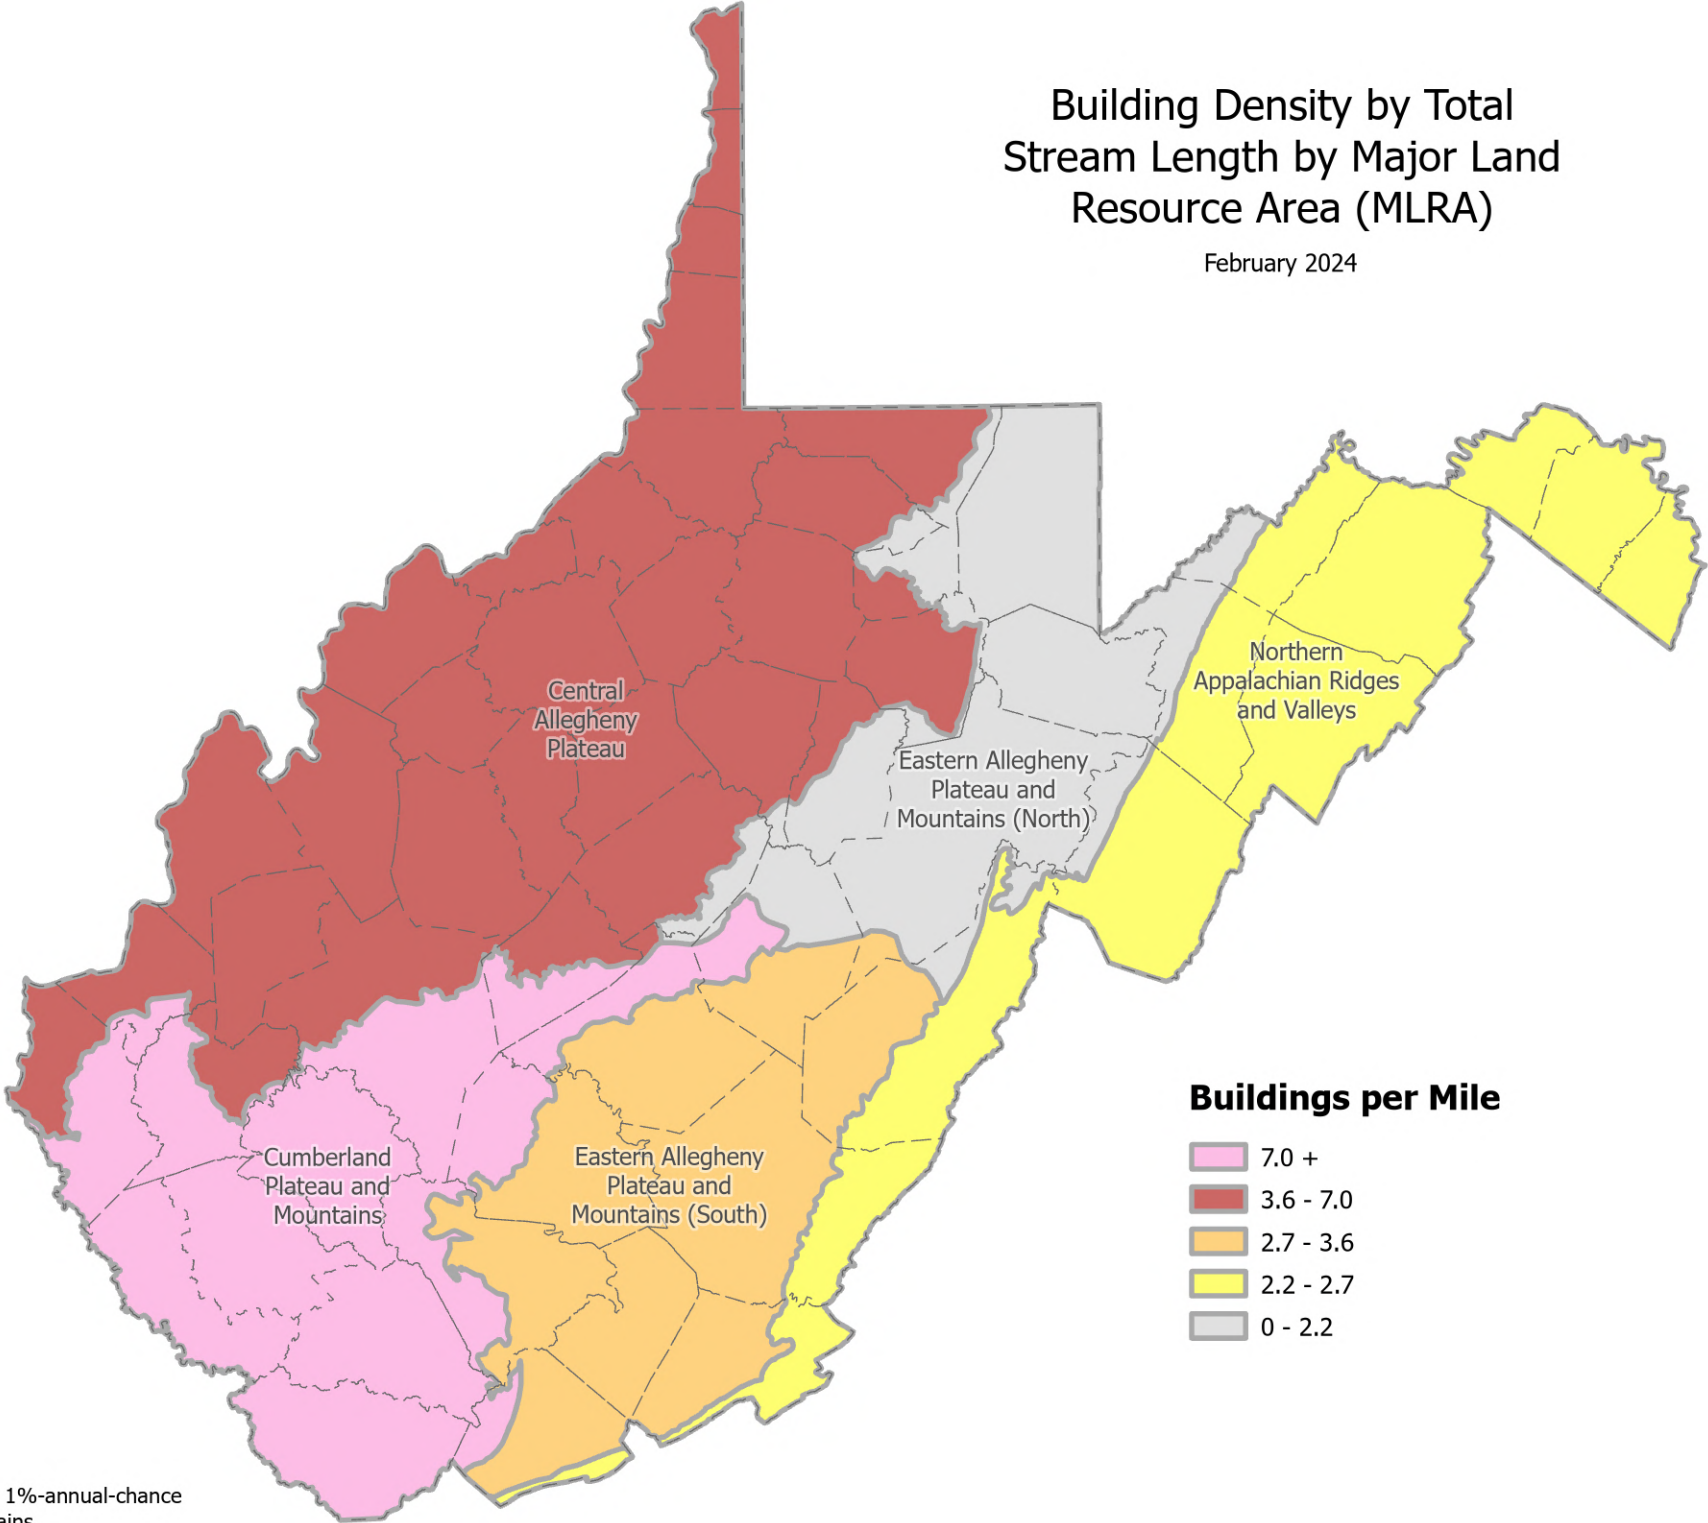 Building Density by Total
Stream Length by Major Land
Resource Area (MLRA)
February 2024
Northern
Appalachian Ridges
and Valleys
Central
Allegheny
Plateau
Eastern Allegheny
Plateau and
Mountains (North)
Cumberland
Plateau and
Mountains
Eastern Allegheny
Plateau and
Mountains (South)
Buildings per Mile
7.0 +
3.6 - 7.0
2.7 - 3.6
2.2 - 2.7
0 - 2.2
1%-annual-chance